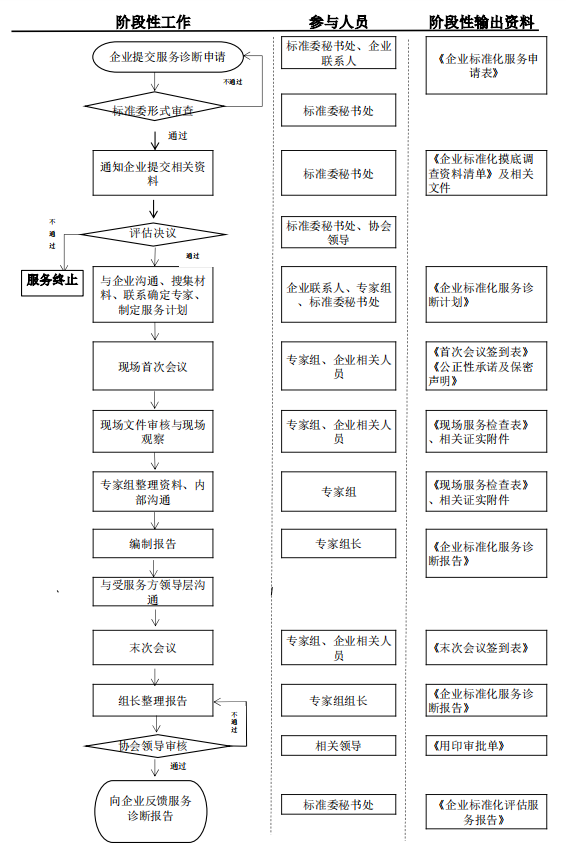 阶段性工作
参与人员
阶段性输出资料
企业提交服务诊断申请
标准委秘书处、企业
联系人
《企业标准化服务申
请表》
不通过
标准委形式审查
标准委秘书处
通过
通知企业提交相关资
料
标准委秘书处
《企业标准化摸底调
查资料清单》及相关
文件
不
通
过
评估决议
标准委秘书处、协会
领导
通过
服务终止
与企业沟通、搜集材
料、联系确定专家、
制定服务计划
企业联系人、专家组
、标准委秘书处
《企业标准化服务诊
断计划》
现场首次会议
专家组、企业相关人
员
《首次会议签到表》
《公正性承诺及保密
声明》
现场文件审核与现场
观察
专家组、企业相关人
员
《现场服务检查表》
、相关证实附件
专家组整理资料、内
部沟通
专家组
《现场服务检查表》
、相关证实附件
编制报告
专家组长
《企业标准化服务诊
断报告》
与受服务方领导层沟
通
末次会议
专家组、企业相关人
员
《末次会议签到表》
组长整理报告
专家组组长
《企业标准化服务诊
断报告》
不
通
过
协会领导审核
相关领导
《用印审批单》
通过
向企业反馈服务
诊断报告
标准委秘书处
《企业标准化评估服
务报告》